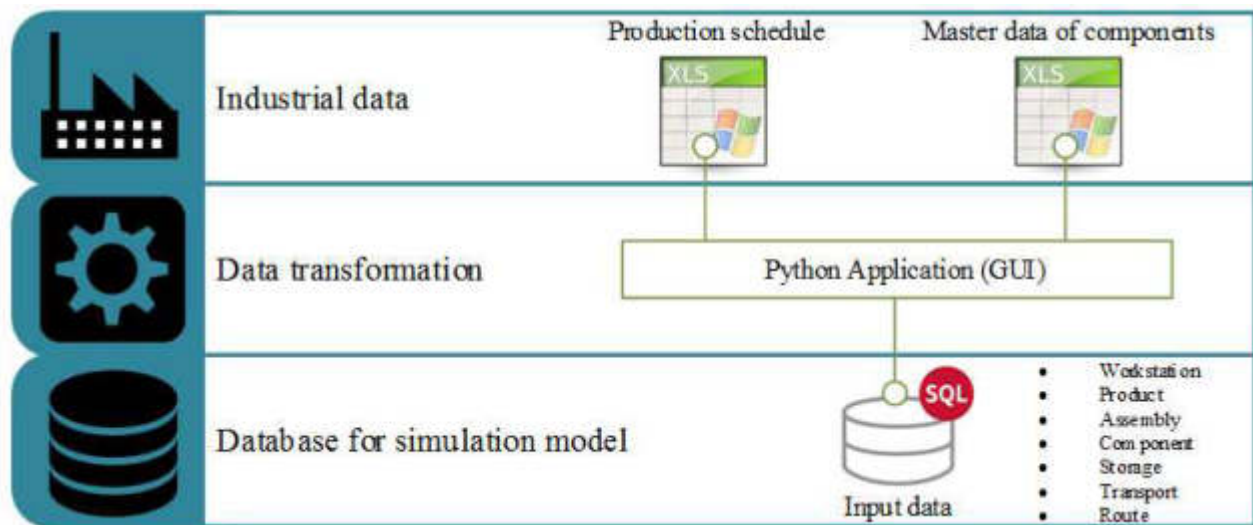 Production schedule
Master data of components
XLS
XLS
Industrial data
Data transformation
Python Application (GUI)
Database for simulation model
SQL
Input data
• Workstation
• Product
• Assembly
• Component
• Storage
• Transport
• Route